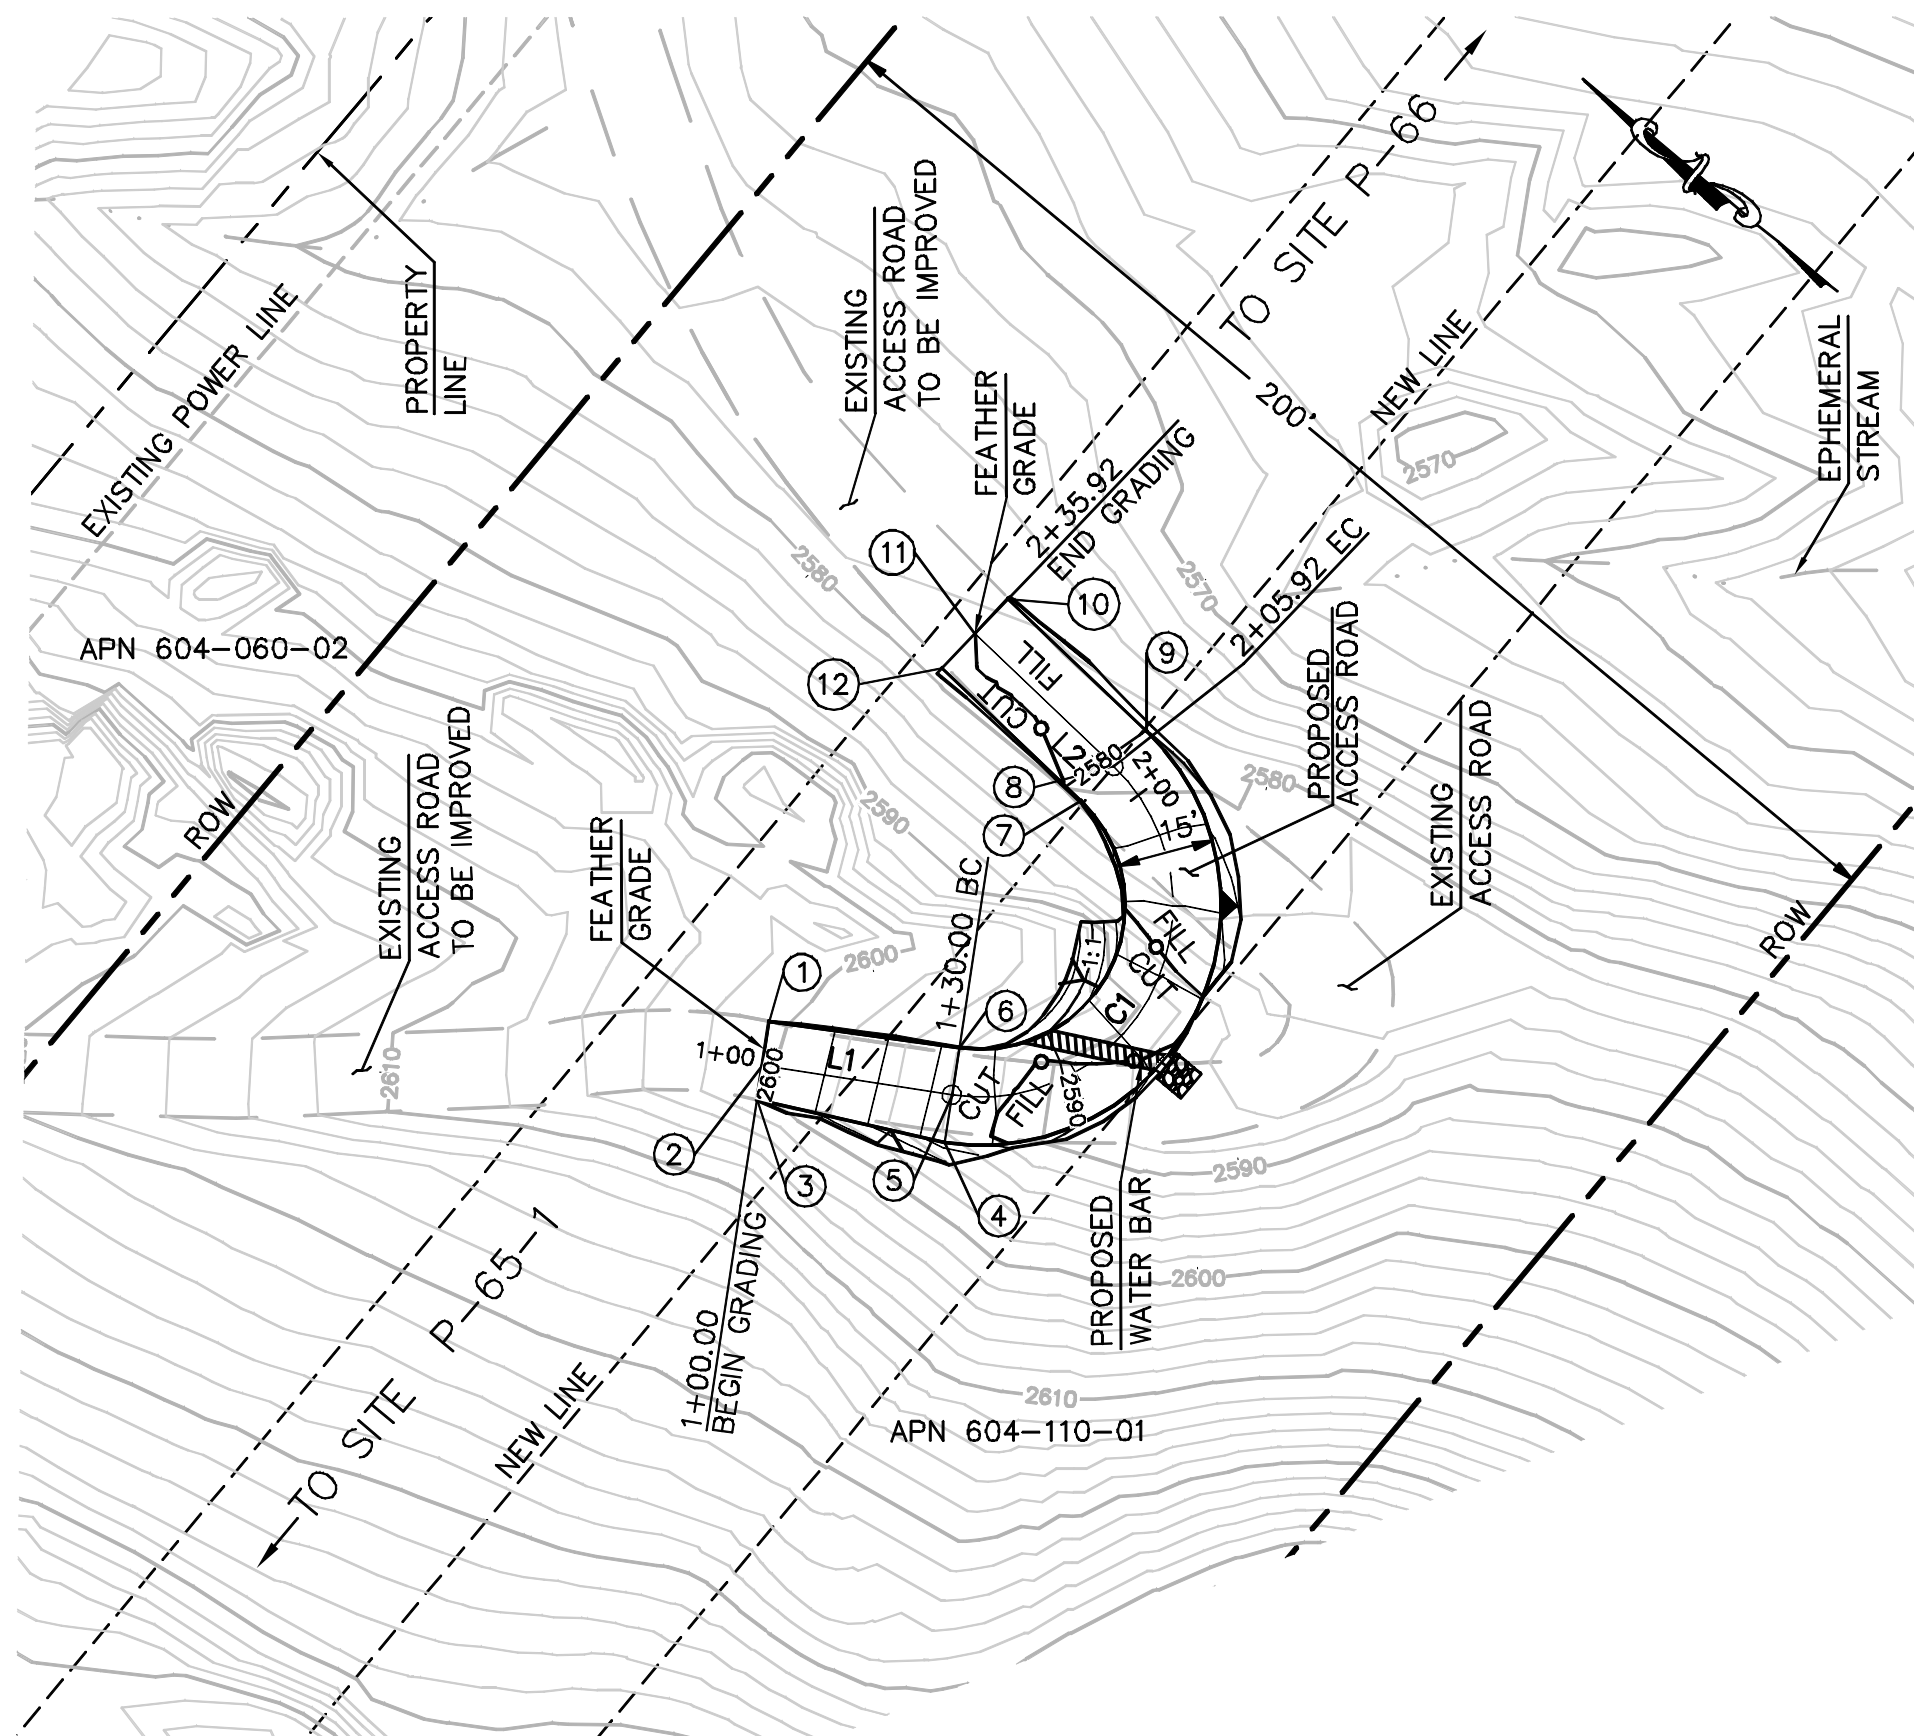 TO SITE P-66
EXISTING
ACCESS ROAD
TO BE IMPROVED
PROPERTY
LINE
EXISTING POWER LINE
NEW LINE
200'
EPHEMERAL
STREAM
FEATHER
GRADE
2570
2+35.92
END GRADING
2+05.92 EC
2580
2570
11
10
9
12
APN 604-060-02
FILL
CUT
L2
2580
2+00
15'
8
7
PROPOSED
ACCESS ROAD
2580
EXISTING
ACCESS ROAD
EXISTING
ACCESS ROAD
TO BE IMPROVED
ROW
2590
FEATHER
GRADE
1+30.00 BC
2600
1:1
FILL
CUT
C1
ROW
1
6
2610
1+00
2600
L1
CUT
FILL
2590
2
3
5
4
2590
PROPOSED
WATER BAR
2600
1+00.00
BEGIN GRADING
TO SITE P-65-1
NEW LINE
2610
APN 604-110-01